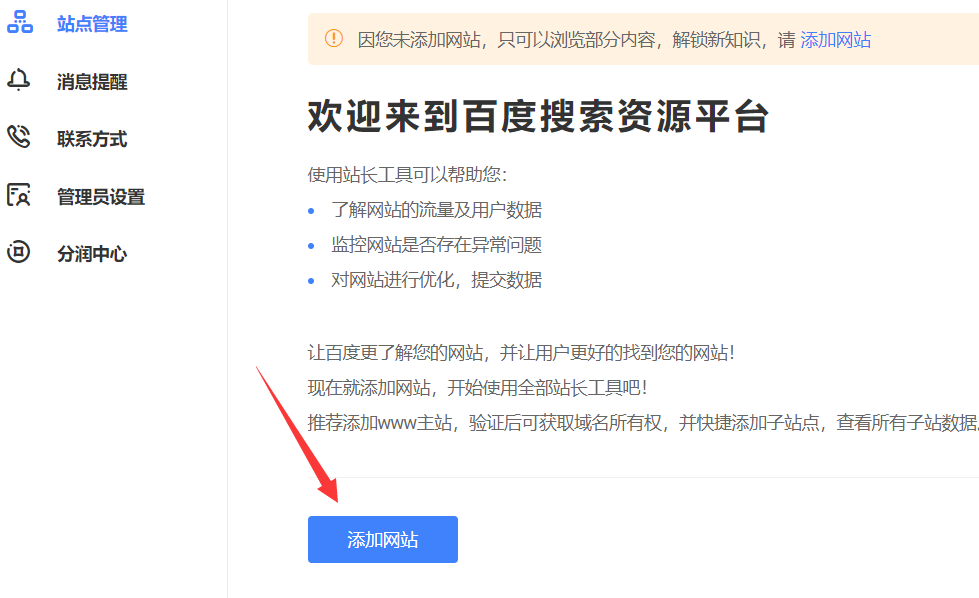 站点管理
消息提醒
联系方式
管理员设置
分润中心
因您未添加网站，只可以浏览部分内容，解锁新知识，请 添加网站
欢迎来到百度搜索资源平台
使用站长工具可以帮助您：
了解网站的流量及用户数据
监控网站是否存在异常问题
对网站进行优化，提交数据
让百度更了解您的网站，并让用户更好的找到您的网站！
现在就添加网站，开始使用全部站长工具吧！
推荐添加www主站，验证后可获取域名所有权，并快捷添加子站点，查看所有子站数据。
添加网站